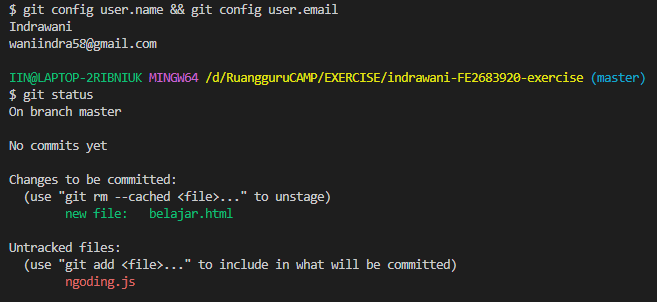 $ git config user.name && git config user.email
Indrawani
waniindra58@gmail.com
IIN@LAPTOP-2RIBNIUK MINGW64 /d/RuangguruCAMP/EXERCISE/indrawani-FE2683920-exercise (master)
$ git status
On branch master
No commits yet
Changes to be committed:
(use "git rm --cached <file>..." to unstage)
new file:   belajar.html
Untracked files:
(use "git add <file>..." to include in what will be committed)
ngoding.js